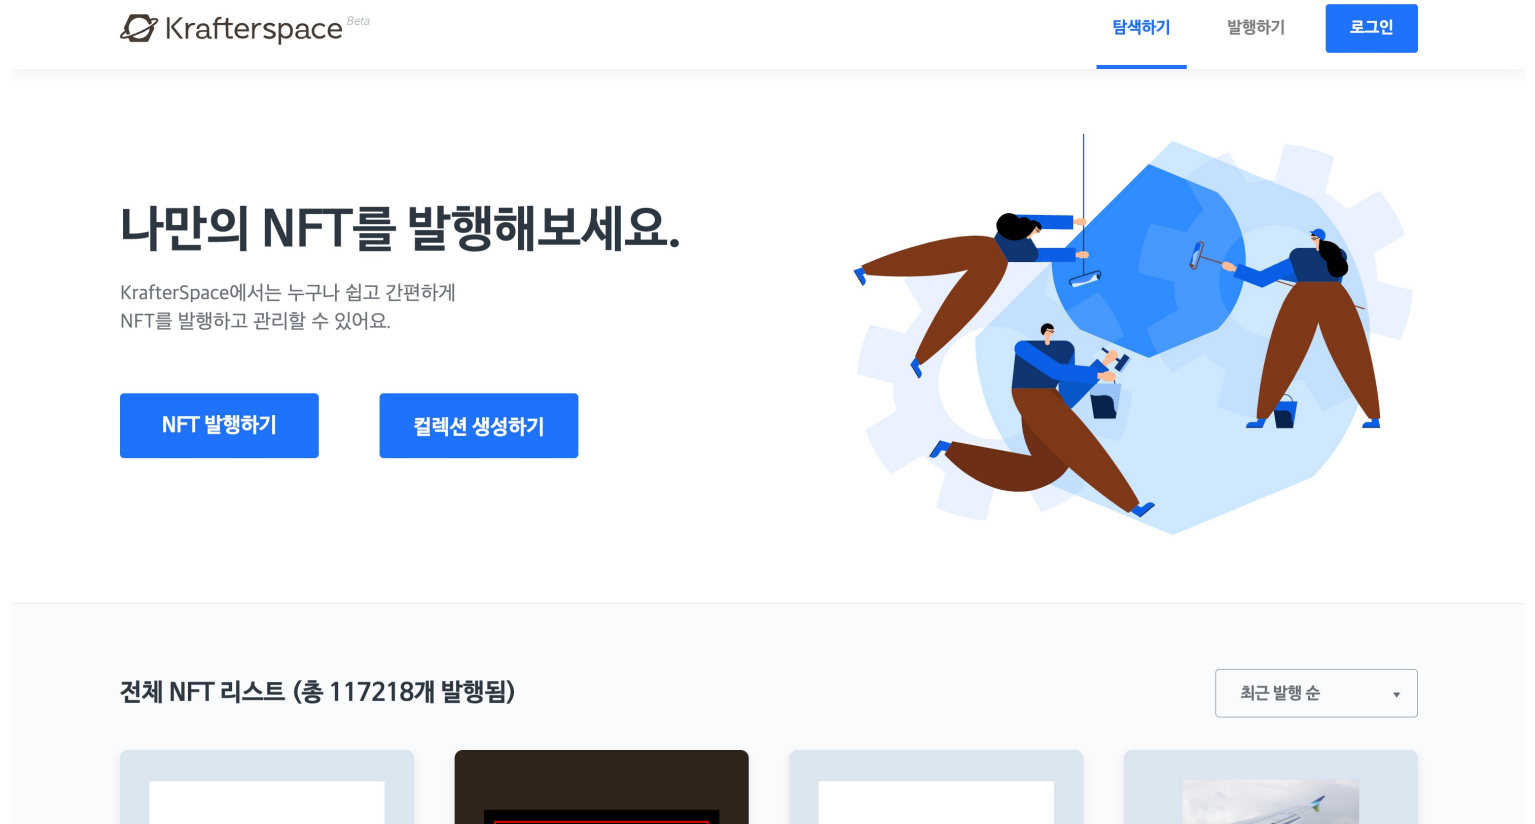 Krafterspace Beta
탐색하기
발행하기
로그인
나만의 NFT를 발행해보세요.
KrafterSpace에서는 누구나 쉽고 간편하게
NFT를 발행하고 관리할 수 있어요.
NFT 발행하기
컬렉션 생성하기
전체 NFT 리스트 (총 117218개 발행됨)
최근 발행 순